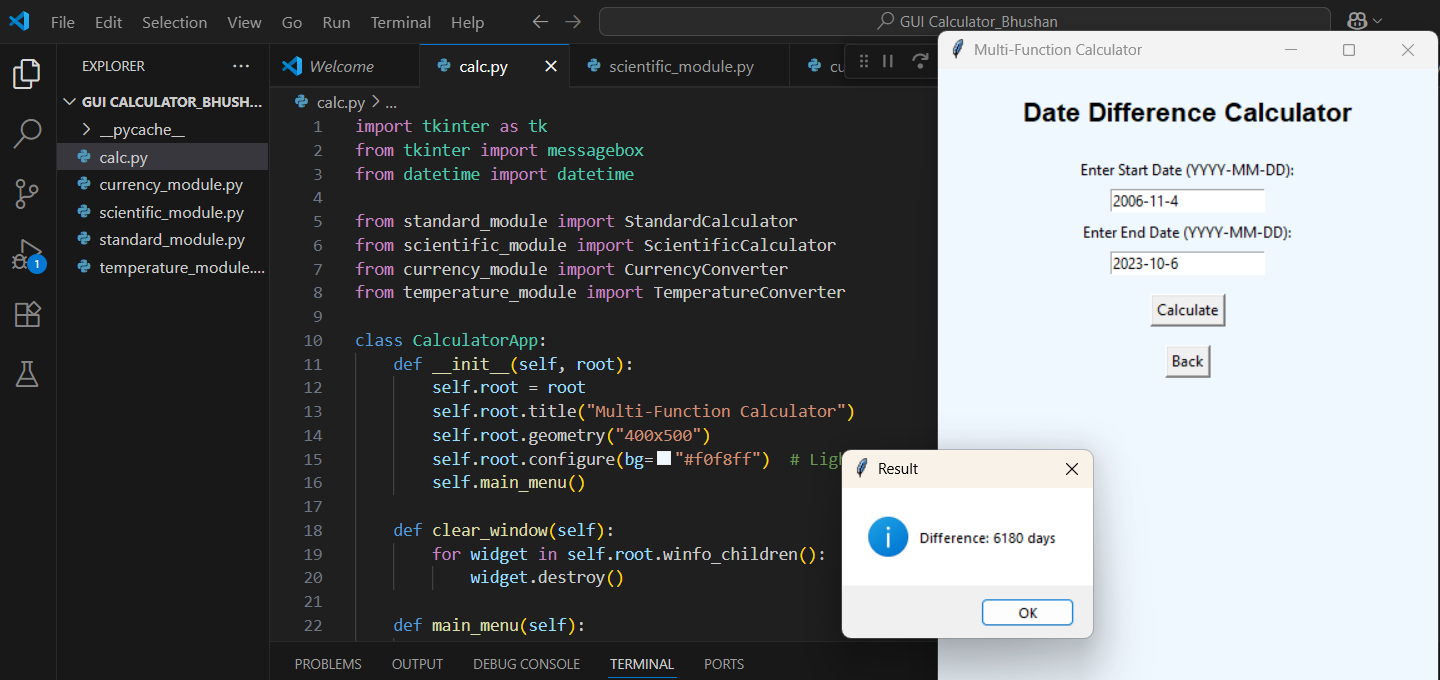 File Edit Selection View Go Run Terminal Help
GUI Calculator_Bhushan
EXPLORER
GUI CALCULATOR_BHUSH...
__pycache__
calc.py
currency_module.py
scientific_module.py
standard_module.py
temperature_module....
1
Welcome
calc.py
scientific_module.py
cu
calc.py > ...
1 import tkinter as tk
2 from tkinter import messagebox
3 from datetime import datetime
4
5 from standard_module import StandardCalculator
6 from scientific_module import ScientificCalculator
7 from currency_module import CurrencyConverter
8 from temperature_module import TemperatureConverter
9
10 class CalculatorApp:
11 def __init__(self, root):
12 self.root = root
13 self.root.title("Multi-Function Calculator")
14 self.root.geometry("400x500")
15 self.root.configure(bg="#f0f8ff") # Ligh
16 self.main_menu()
17
18 def clear_window(self):
19 for widget in self.root.winfo_children():
20 widget.destroy()
21
22 def main_menu(self):
PROBLEMS OUTPUT DEBUG CONSOLE TERMINAL PORTS
Multi-Function Calculator
Date Difference Calculator
Enter Start Date (YYYY-MM-DD):
2006-11-4
Enter End Date (YYYY-MM-DD):
2023-10-6
Calculate
Back
Result
Difference: 6180 days
OK